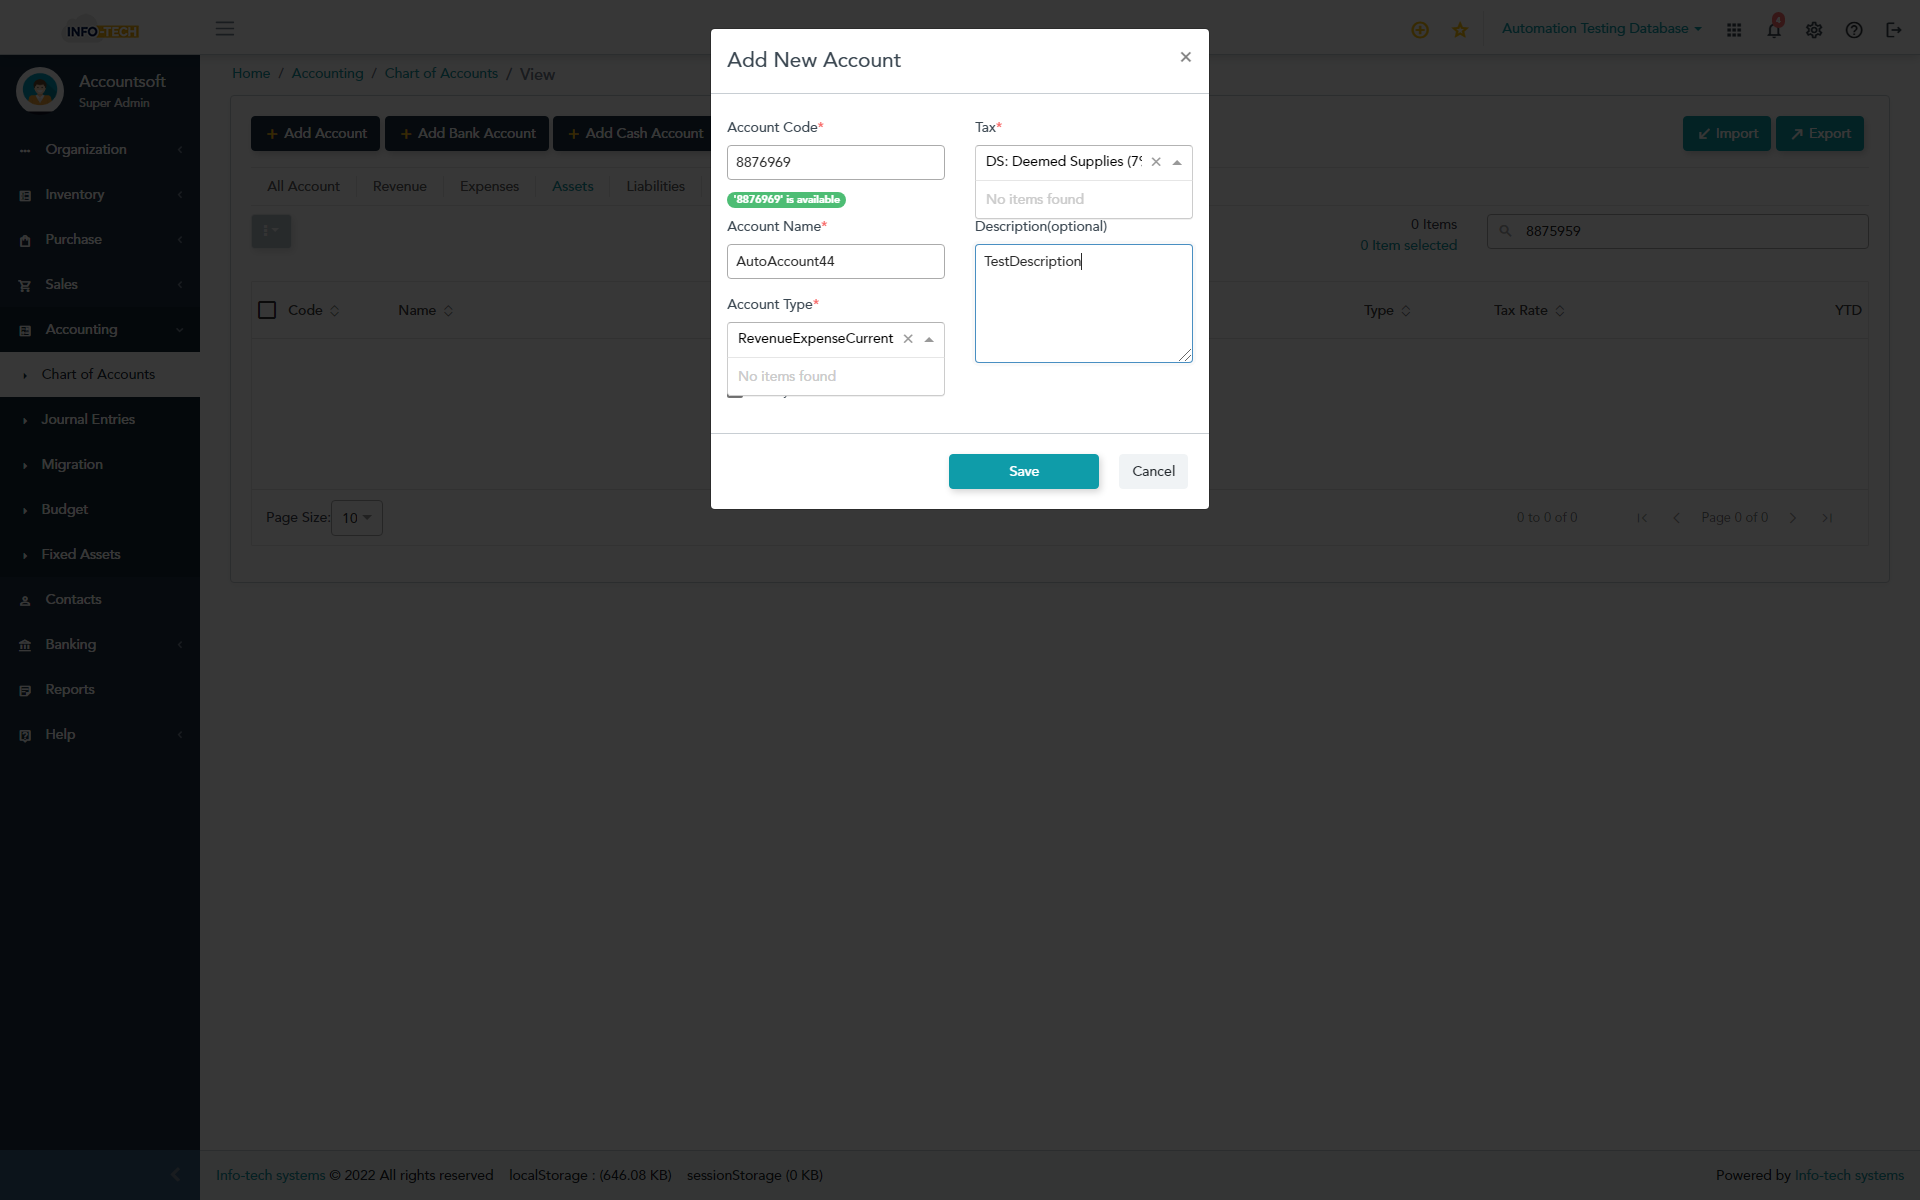 INFO-TECH
Automation Testing Database
4
Accountsoft
Super Admin
Organization
Inventory
Purchase
Sales
Accounting
Chart of Accounts
Journal Entries
Migration
Budget
Fixed Assets
Contacts
Banking
Reports
Help
Home / Accounting / Chart of Accounts / View
+ Add Account
+ Add Bank Account
+ Add Cash Account
Import
Export
All Account
Revenue
Expenses
Assets
Liabilities
0 Items
0 Item selected
8875959
Code
Name
Type
Tax Rate
YTD
Page Size:
10
0 to 0 of 0
Page 0 of 0
Add New Account
×
Account Code*
8876969
'8876969' is available
Account Name*
AutoAccount44
Account Type*
RevenueExpenseCurrent
No items found
Tax*
DS: Deemed Supplies (7
No items found
Description(optional)
TestDescription
Save
Cancel
Info-tech systems © 2022 All rights reserved
localStorage : (646.08 KB)
sessionStorage (0 KB)
Powered by Info-tech systems